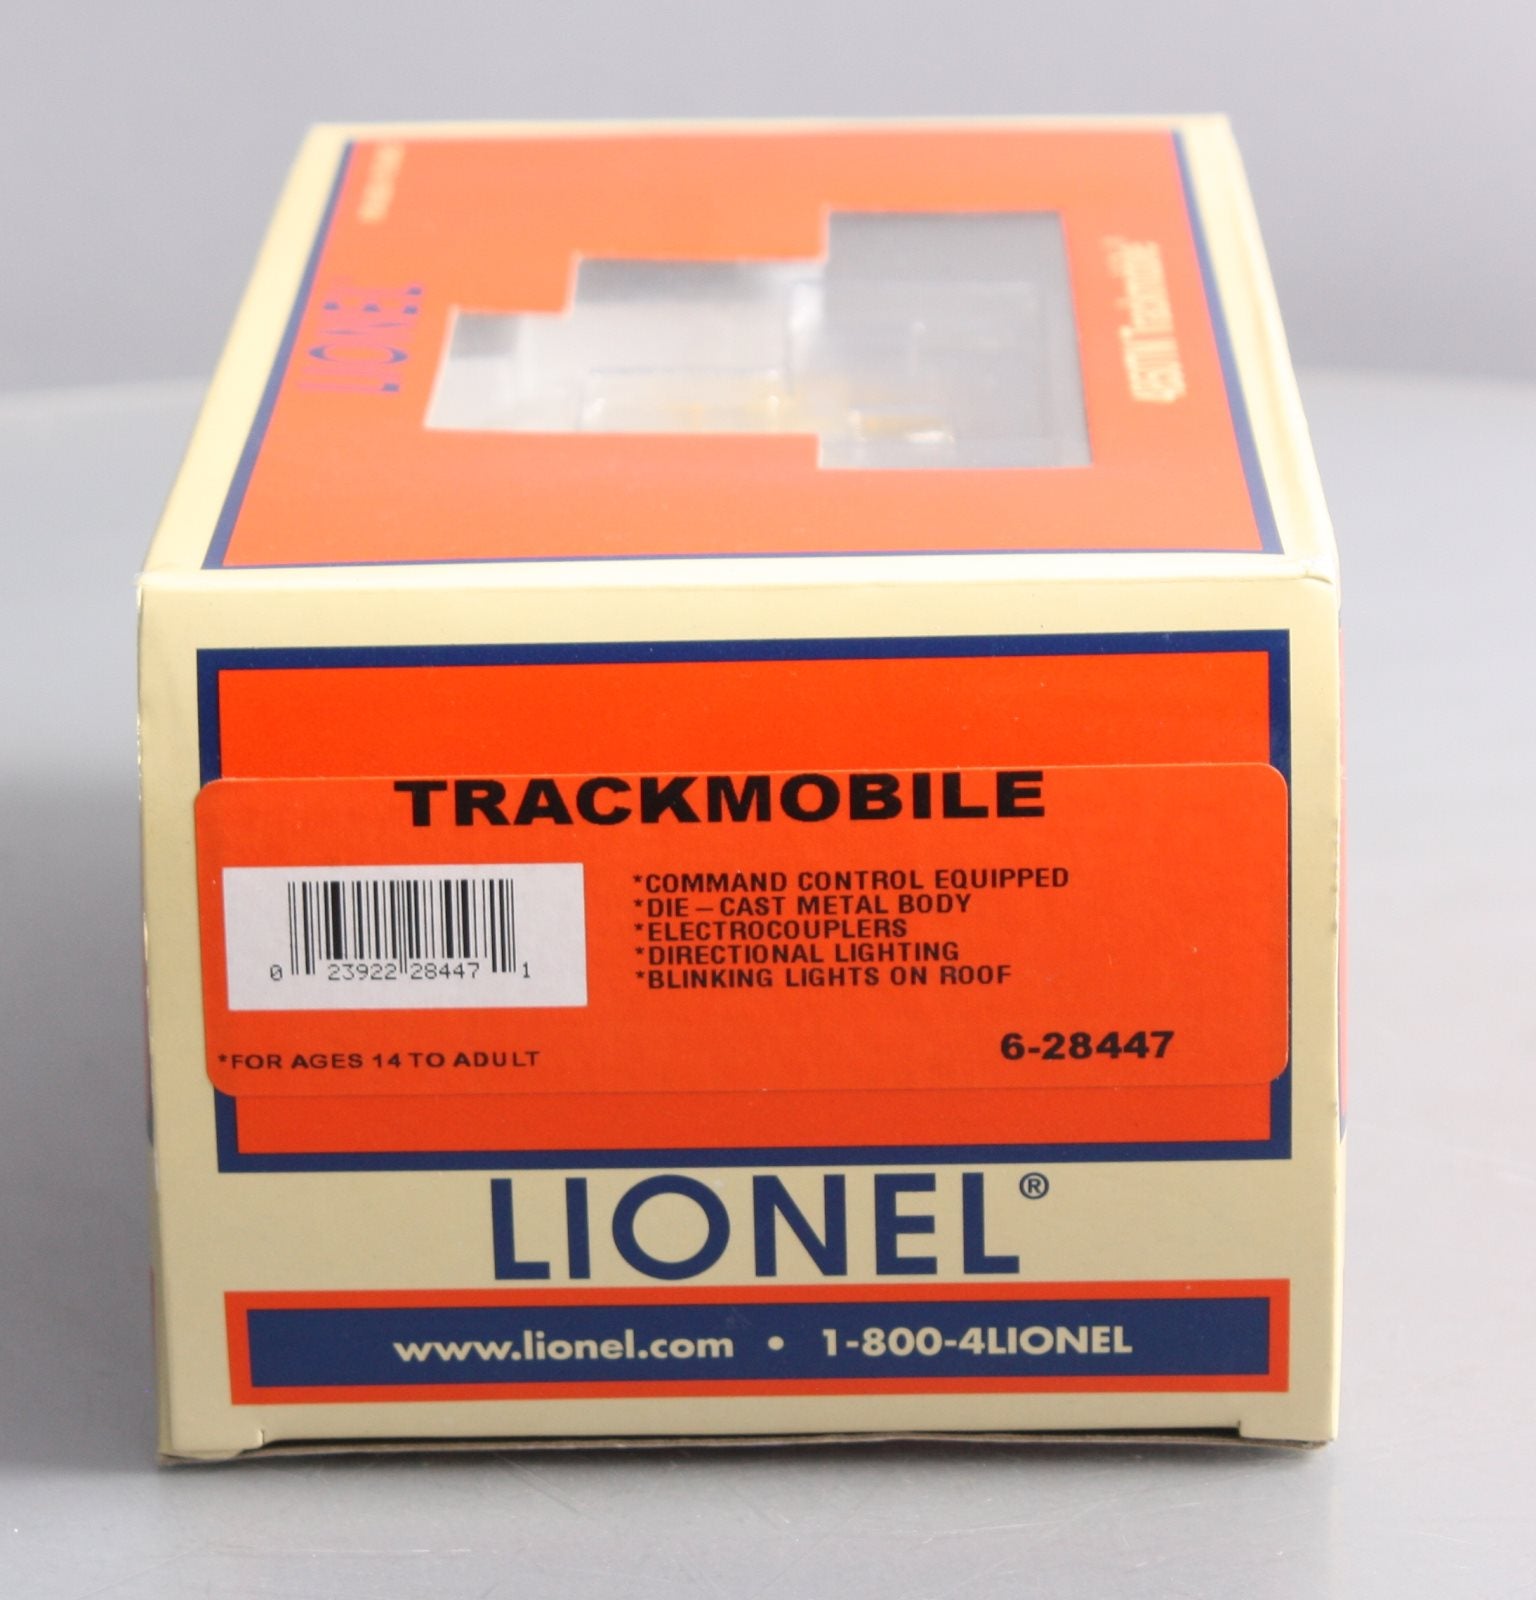 LIONEL
Trackmobile
TRACKMOBILE
*COMMAND CONTROL EQUIPPED
*DIE – CAST METAL BODY
*ELECTROCOUPLERS
*DIRECTIONAL LIGHTING
*BLINKING LIGHTS ON ROOF
0 23922 28447 1
*FOR AGES 14 TO ADULT
6-28447
LIONEL®
www.lionel.com • 1-800-4LIONEL